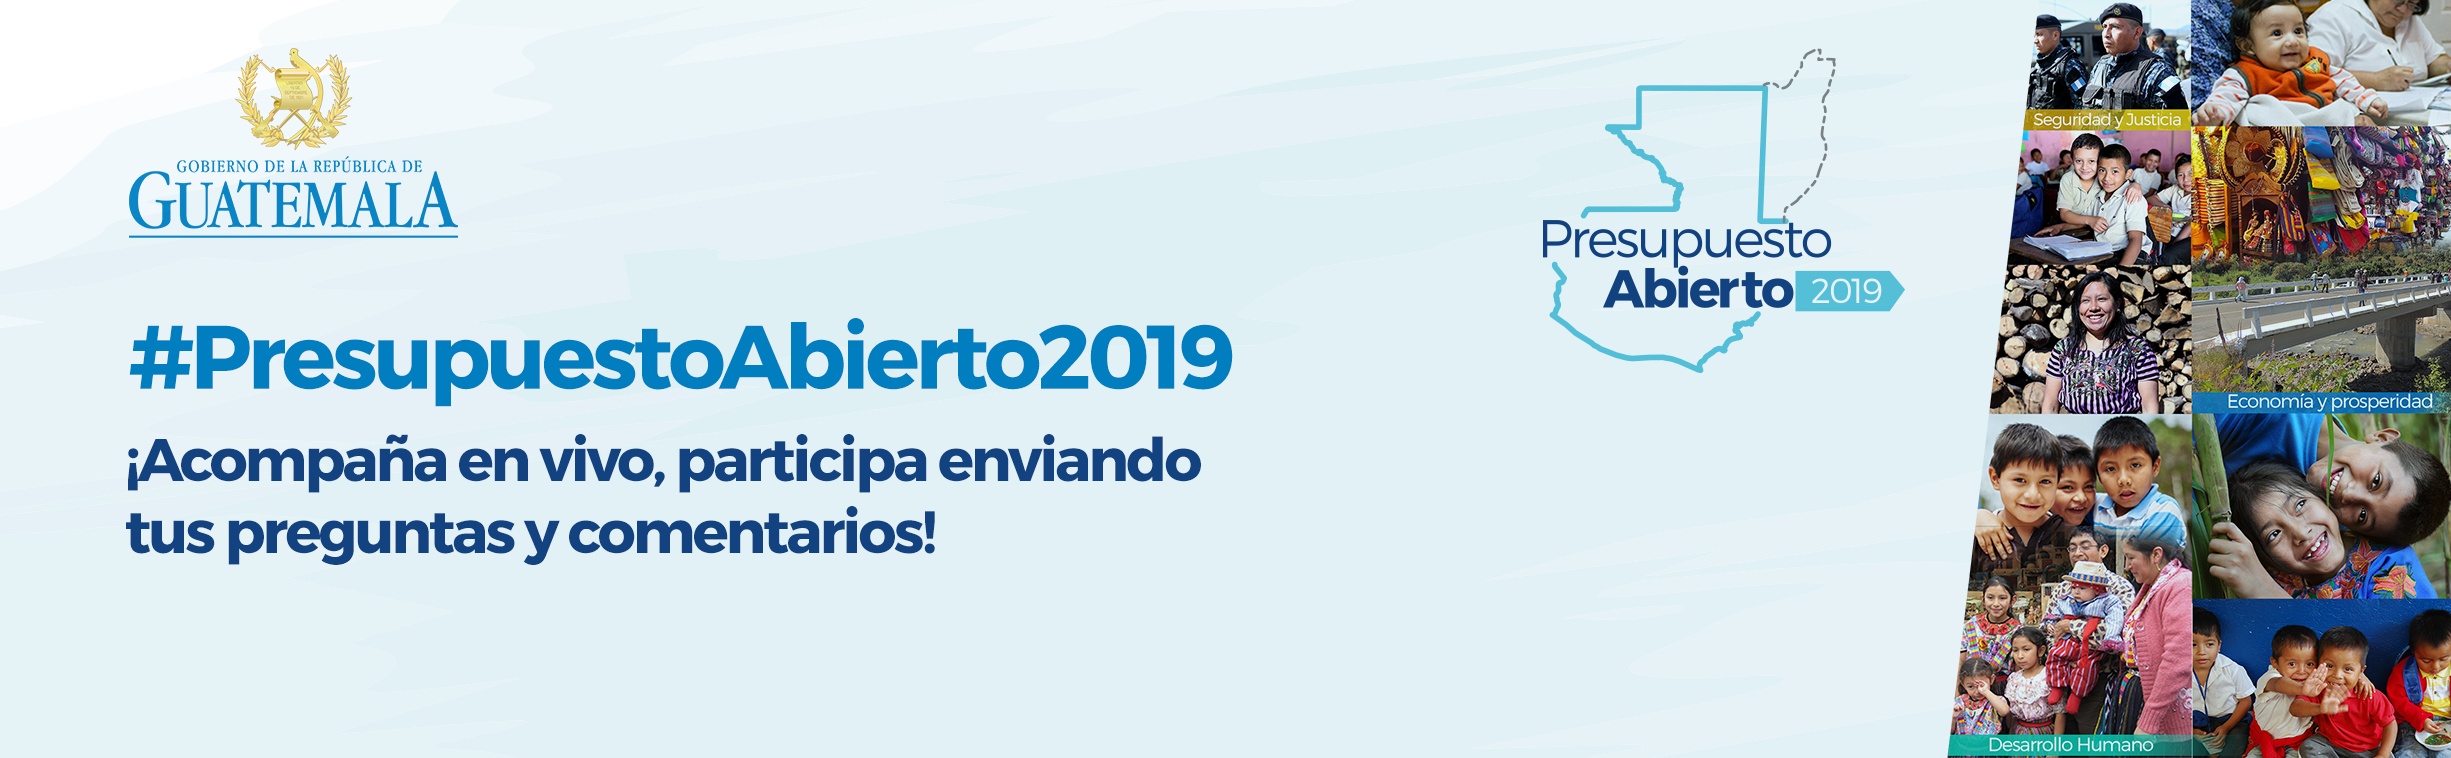 GOBIERNO DE LA REPÚBLICA DE
GUATEMALA
#PresupuestoAbierto2019
¡Acompaña en vivo, participa enviando
tus preguntas y comentarios!
Presupuesto
Abierto 2019
Seguridad y Justicia
Economía y prosperidad
Desarrollo Humano